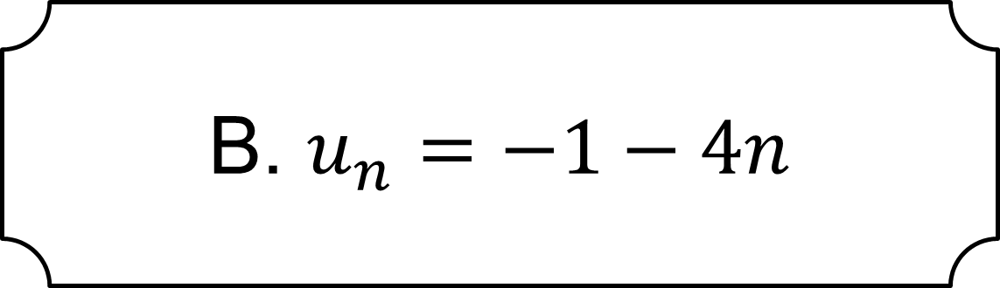 B. uₙ = −1 − 4n